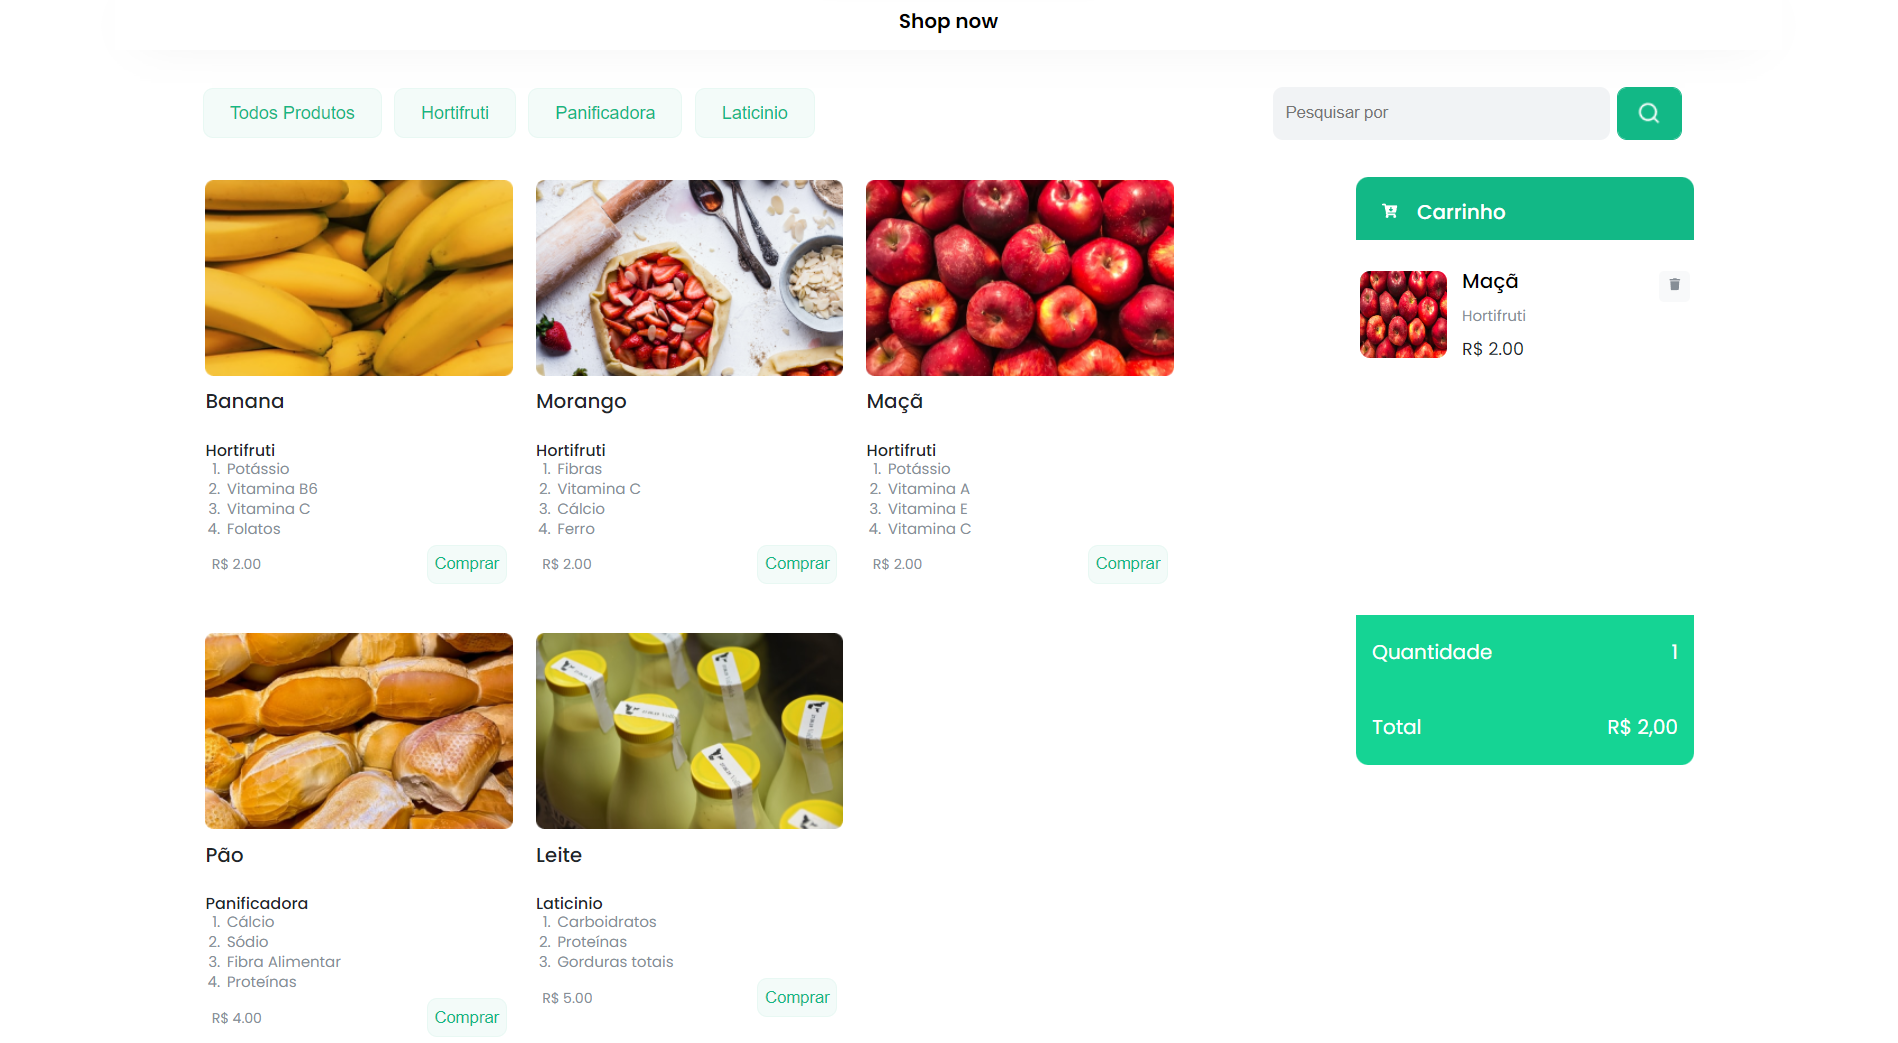 Shop now
Todos Produtos
Hortifruti
Panificadora
Laticinio
Pesquisar por
Carrinho
Maçã
Hortifruti
R$ 2.00
Banana
Hortifruti
1. Potássio
2. Vitamina B6
3. Vitamina C
4. Folatos
R$ 2.00
Comprar
Morango
Hortifruti
1. Fibras
2. Vitamina C
3. Cálcio
4. Ferro
R$ 2.00
Comprar
Maçã
Hortifruti
1. Potássio
2. Vitamina A
3. Vitamina E
4. Vitamina C
R$ 2.00
Comprar
Quantidade 1
Total R$ 2,00
Pão
Panificadora
1. Cálcio
2. Sódio
3. Fibra Alimentar
4. Proteínas
R$ 4.00
Comprar
Leite
Laticinio
1. Carboidratos
2. Proteínas
3. Gorduras totais
R$ 5.00
Comprar